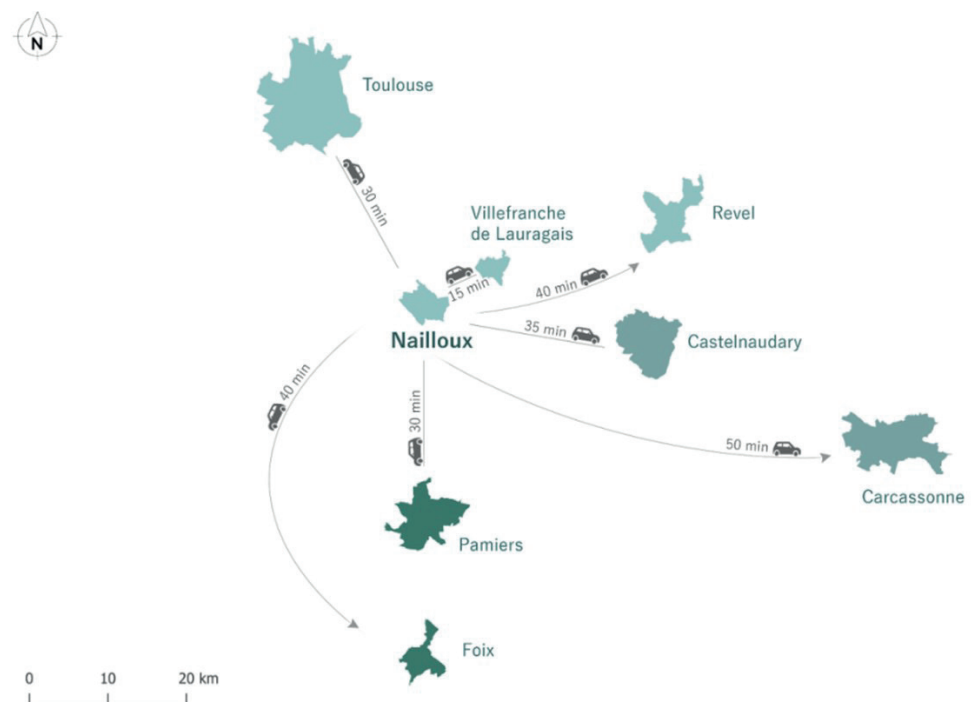 N
Toulouse
30 min
Villefranche
de Lauragais
Revel
15 min
40 min
Nailloux
35 min
Castelnaudary
40 min
30 min
50 min
Carcassonne
Pamiers
Foix
0 10 20 km